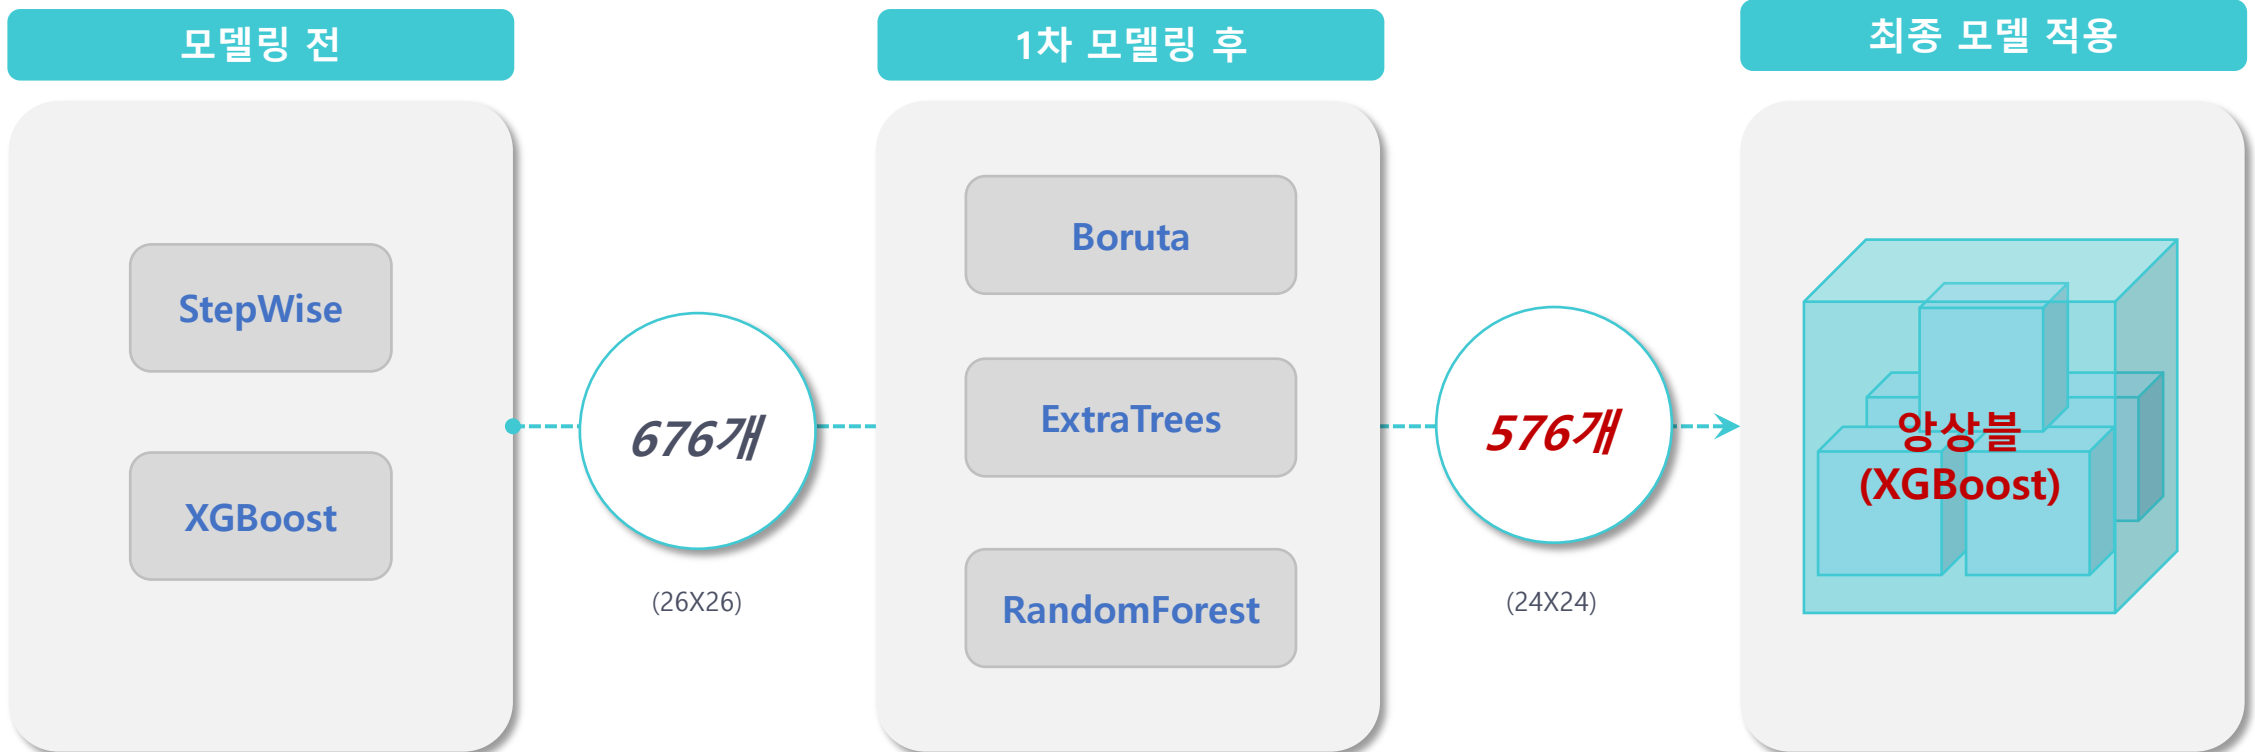 모델링 전
StepWise
XGBoost
676개
(26X26)
1차 모델링 후
Boruta
ExtraTrees
RandomForest
576개
(24X24)
최종 모델 적용
앙상블
(XGBoost)